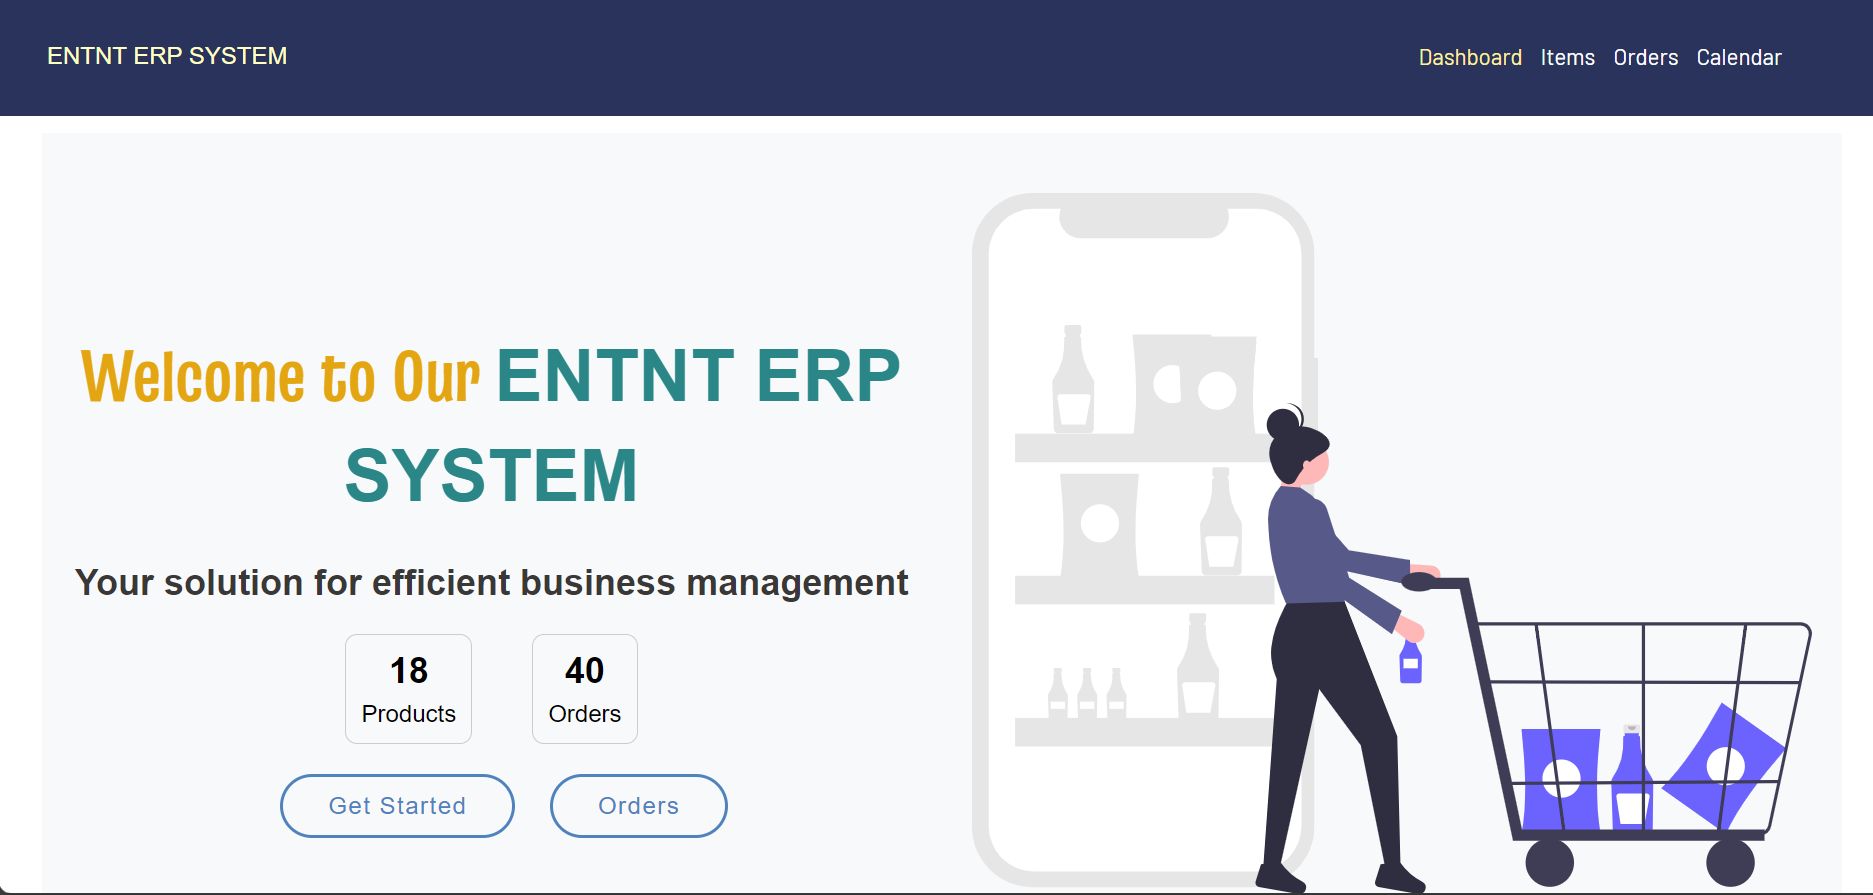 ENTNT ERP SYSTEM
Dashboard Items Orders Calendar
Welcome to Our ENTNT ERP
SYSTEM
Your solution for efficient business management
18
Products
40
Orders
Get Started
Orders